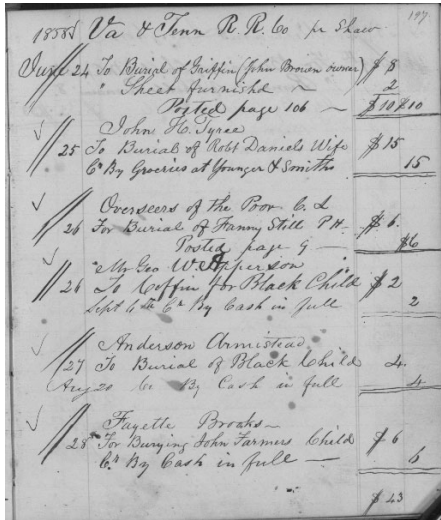 197.
1858 Va & Tenn R. R. Co pr Shaw
June 24 To Burial of Griffin (John Brown owner) $8
" Sheet furnishd 2
Posted page 106 — $10 $10
John H. Tyree
25 To Burial of Robt Daniels Wife $15
Cr By Groceries at Younger & Smiths 15
Overseers of the Poor C. L
26 For Burial of Fanny Still P H. $6.
Posted page 9 — $6
Mr Geo W Apperson
26 To Coffin for Black Child $2
Sept 6th Cr By Cash in full 2
Anderson Armistead
27 To Burial of Black Child 4.
Aug 20 Cr By Cash in full 4
Fayette Brooks —
28 For Burying John Farmers Child $6
Cr By Cash in full — 6
$43